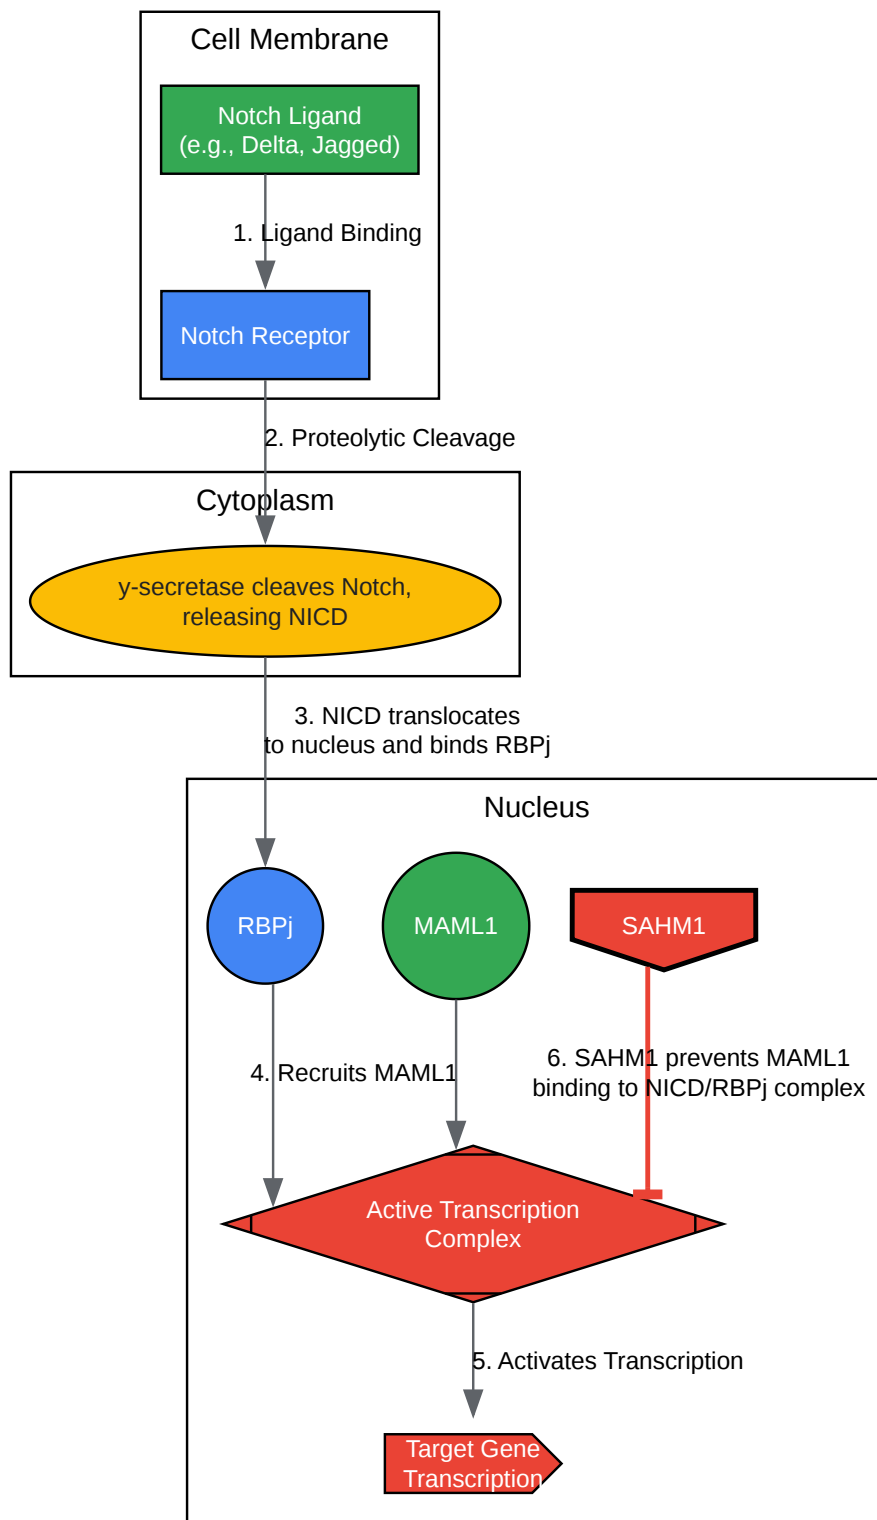 Cell Membrane
Notch Ligand
(e.g., Delta, Jagged)
1. Ligand Binding
Notch Receptor
2. Proteolytic Cleavage
Cytoplasm
y-secretase cleaves Notch,
releasing NICD
3. NICD translocates
to nucleus and binds RBPj
Nucleus
RBPj
MAML1
SAHM1
4. Recruits MAML1
6. SAHM1 prevents MAML1
binding to NICD/RBPj complex
Active Transcription
Complex
5. Activates Transcription
Target Gene
Transcription